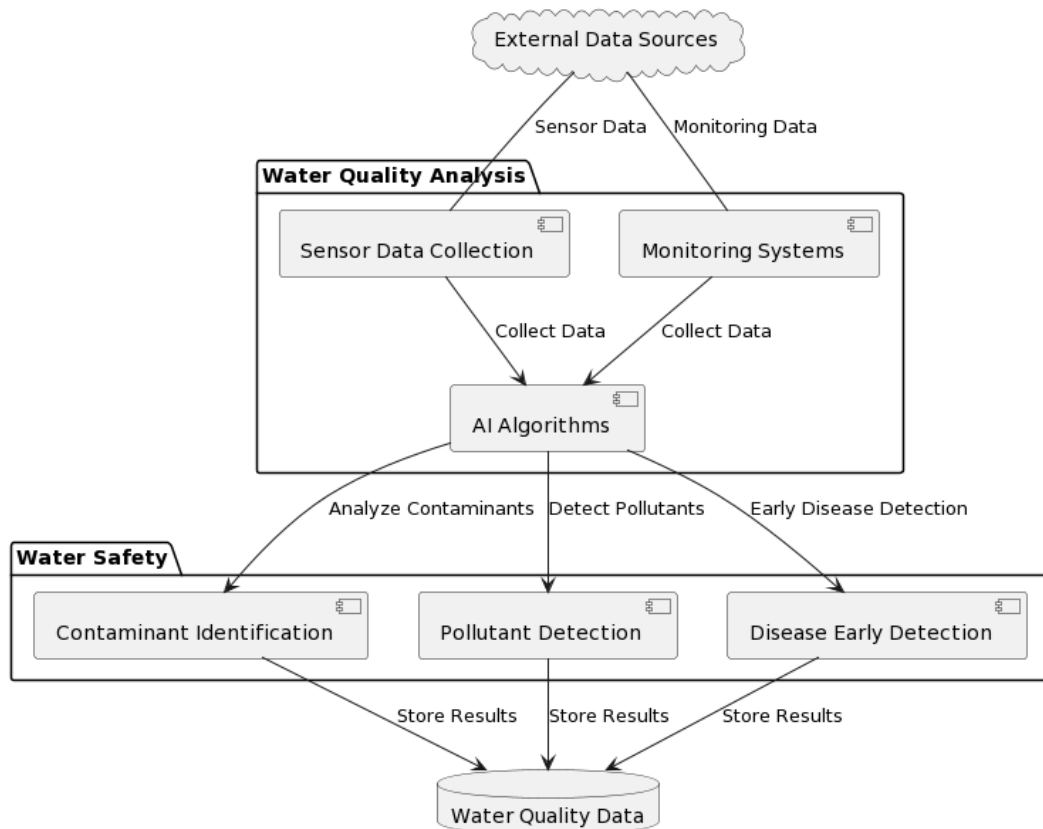 External Data Sources
Sensor Data
Monitoring Data
Water Quality Analysis
Sensor Data Collection
Monitoring Systems
Collect Data
Collect Data
AI Algorithms
Analyze Contaminants
Detect Pollutants
Early Disease Detection
Water Safety
Contaminant Identification
Pollutant Detection
Disease Early Detection
Store Results
Store Results
Store Results
Water Quality Data